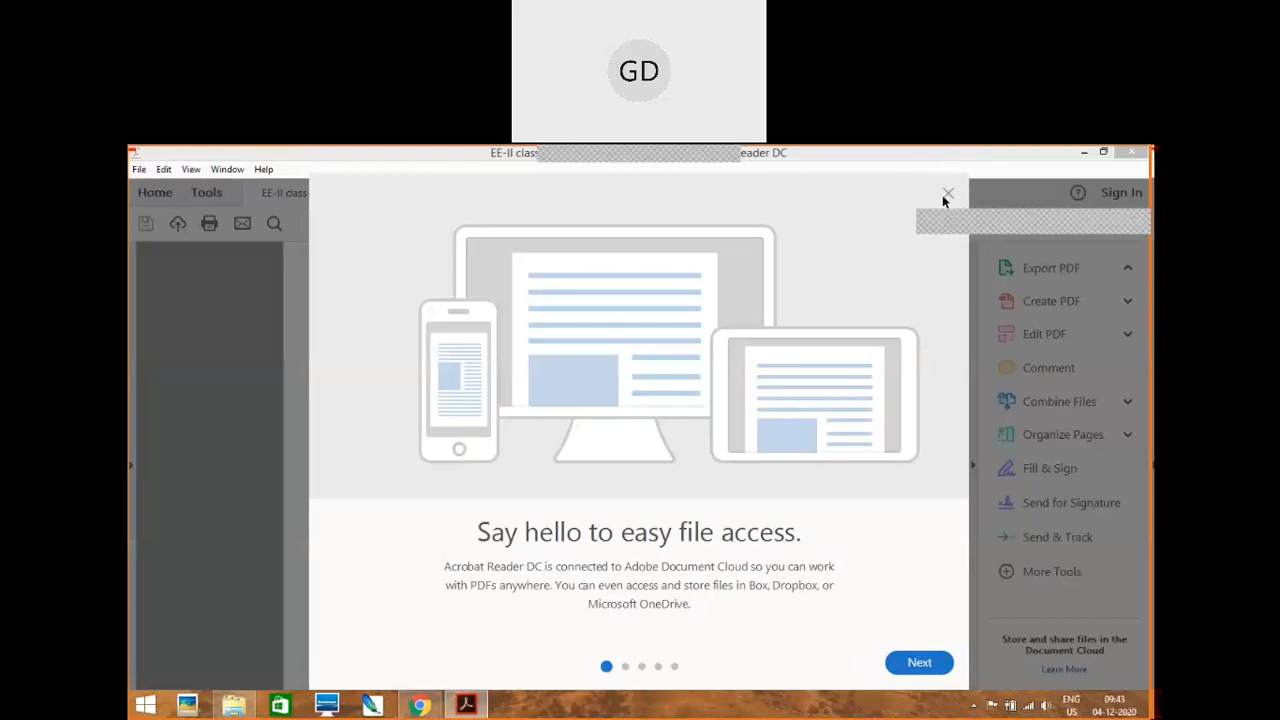 GD
EE-II class
eader DC
File Edit View Window Help
Home Tools EE-II class Sign In
Export PDF
Create PDF
Edit PDF
Comment
Combine Files
Organize Pages
Fill & Sign
Send for Signature
Send & Track
More Tools
Say hello to easy file access.
Acrobat Reader DC is connected to Adobe Document Cloud so you can work
with PDFs anywhere. You can even access and store files in Box, Dropbox, or
Microsoft OneDrive.
Next
Store and share files in the
Document Cloud
Learn More
ENG 09:43
US 04-12-2020